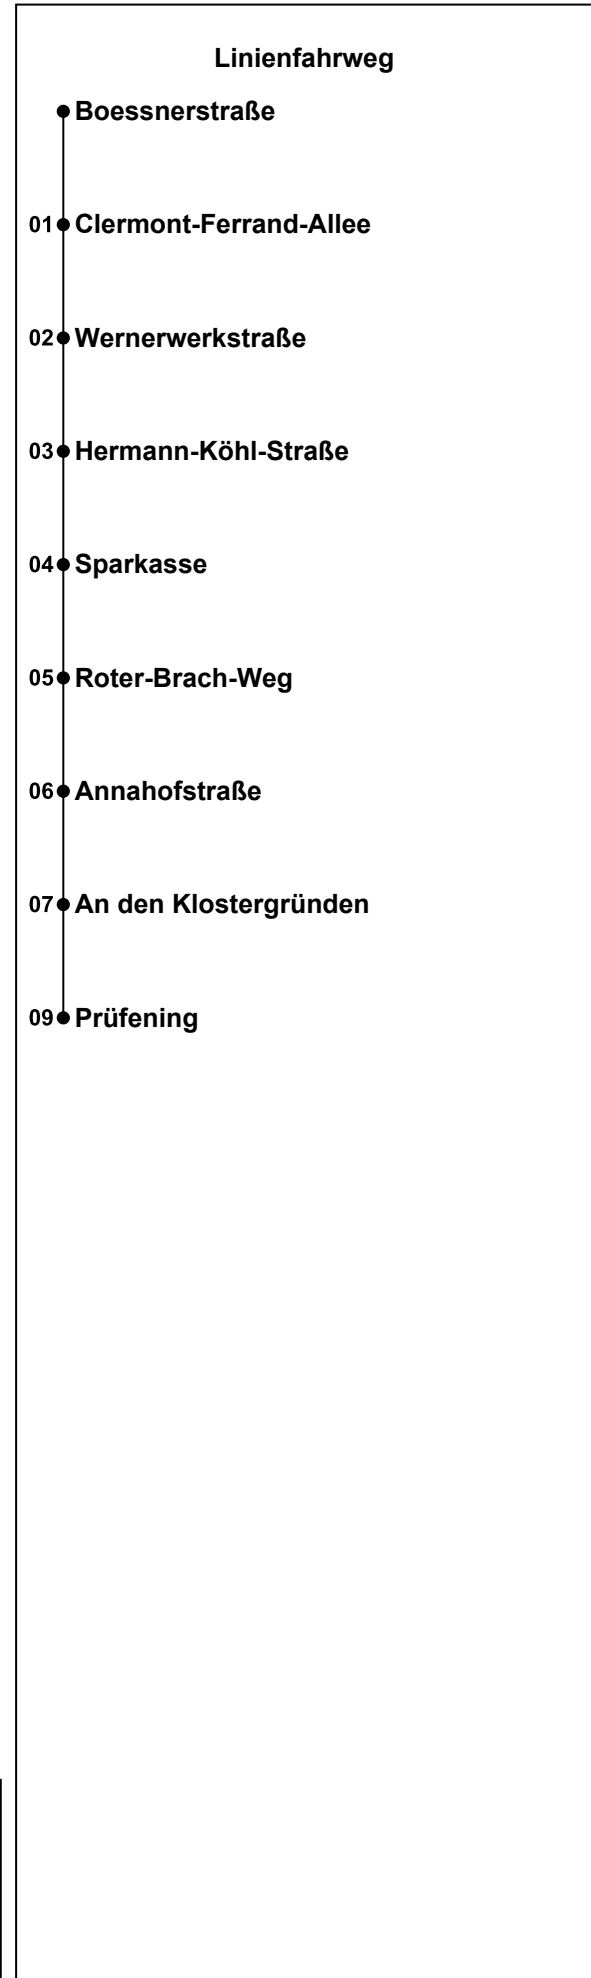 Linienfahrweg
Boessnerstraße
01 Clermont-Ferrand-Allee
02 Wernerwerkstraße
03 Hermann-Köhl-Straße
04 Sparkasse
05 Roter-Brach-Weg
06 Annahofstraße
07 An den Klostergründen
09 Prüfening